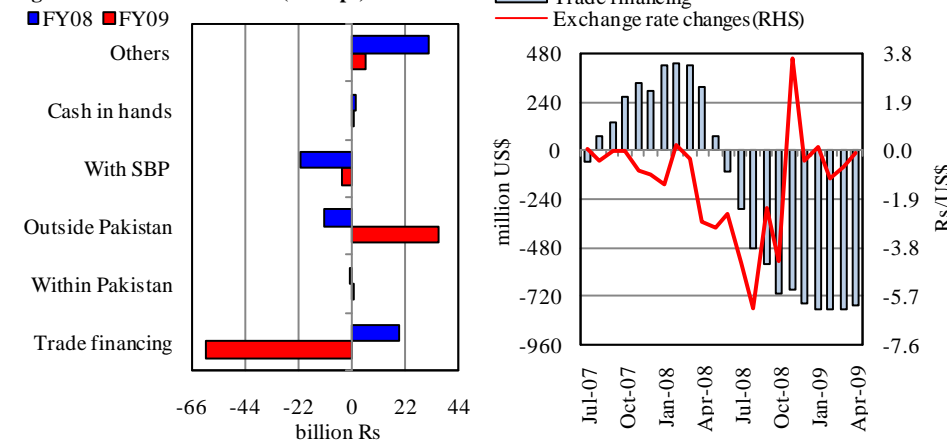 FY08 FY09
Others
Cash in hands
With SBP
Outside Pakistan
Within Pakistan
Trade financing
-66 -44 -22 0 22 44
billion Rs
Exchange rate changes (RHS)
480
240
0
-240
-480
-720
-960
million US$
3.8
1.9
0.0
-1.9
-3.8
-5.7
-7.6
Rs/US$
Jul-07
Oct-07
Jan-08
Apr-08
Jul-08
Oct-08
Jan-09
Apr-09